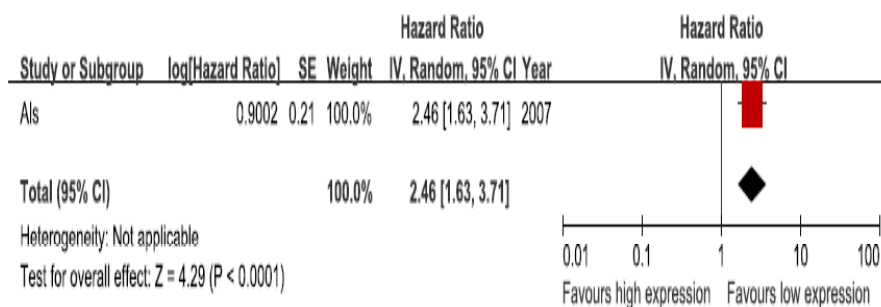 Hazard Ratio Hazard Ratio
Study or Subgroup log[Hazard Ratio] SE Weight IV, Random, 95% CI Year IV, Random, 95% CI
Als 0.9002 0.21 100.0% 2.46 [1.63, 3.71] 2007
Total (95% CI) 100.0% 2.46 [1.63, 3.71]
Heterogeneity: Not applicable
Test for overall effect: Z = 4.29 (P < 0.0001)
0.01 0.1 1 10 100
Favours high expression Favours low expression